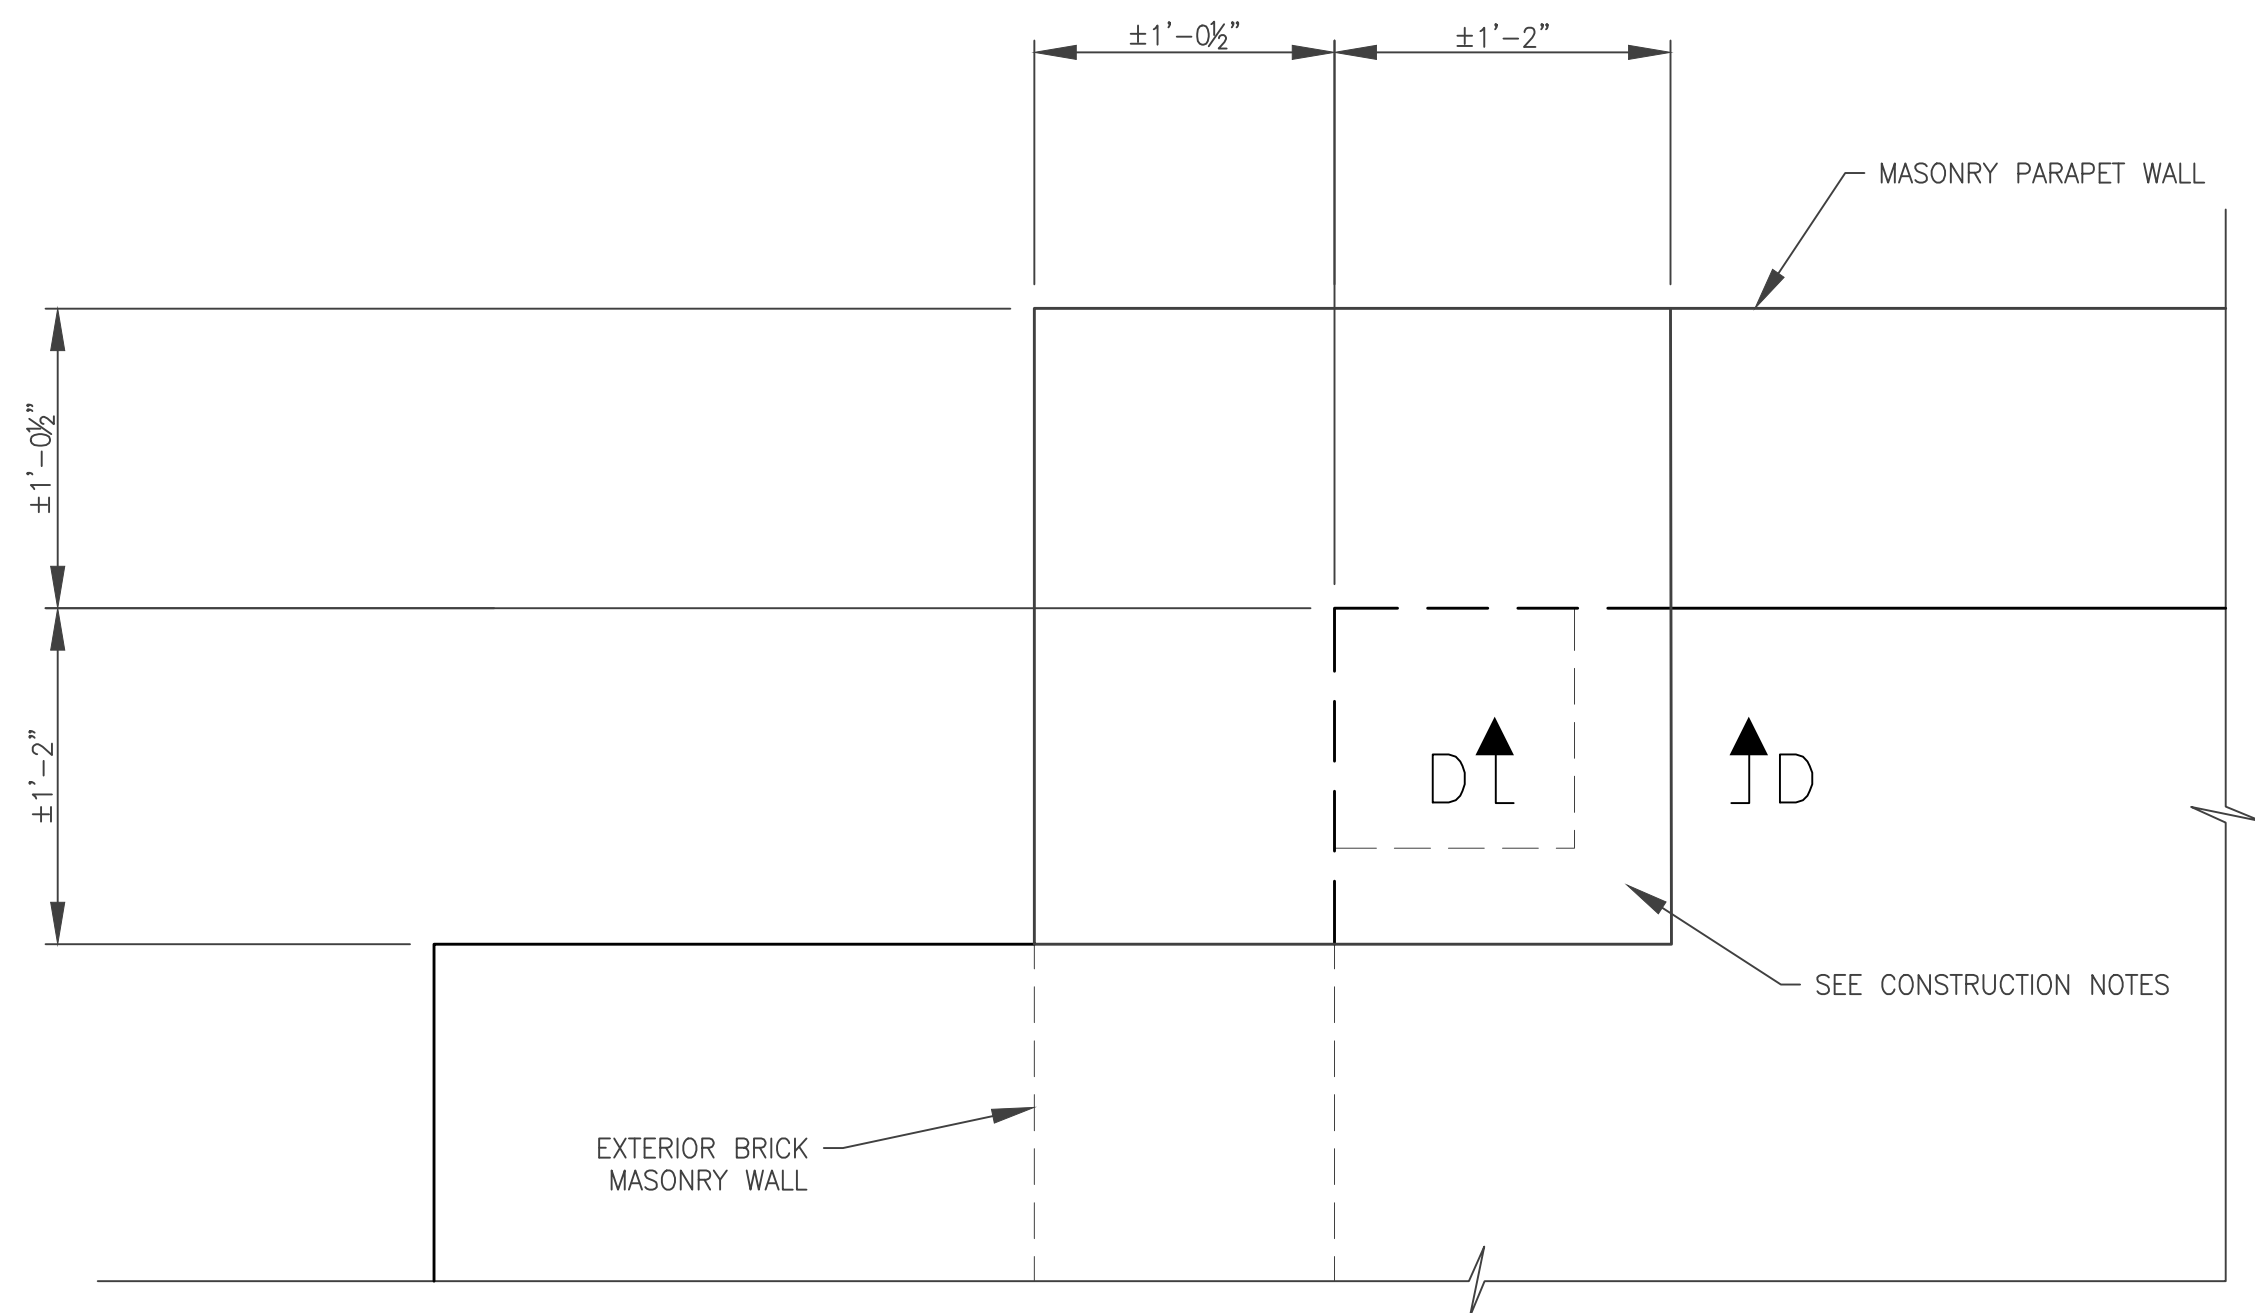 ±1'-0½"
±1'-2"
MASONRY PARAPET WALL
±1'-0½"
±1'-2"
D
D
SEE CONSTRUCTION NOTES
EXTERIOR BRICK
MASONRY WALL